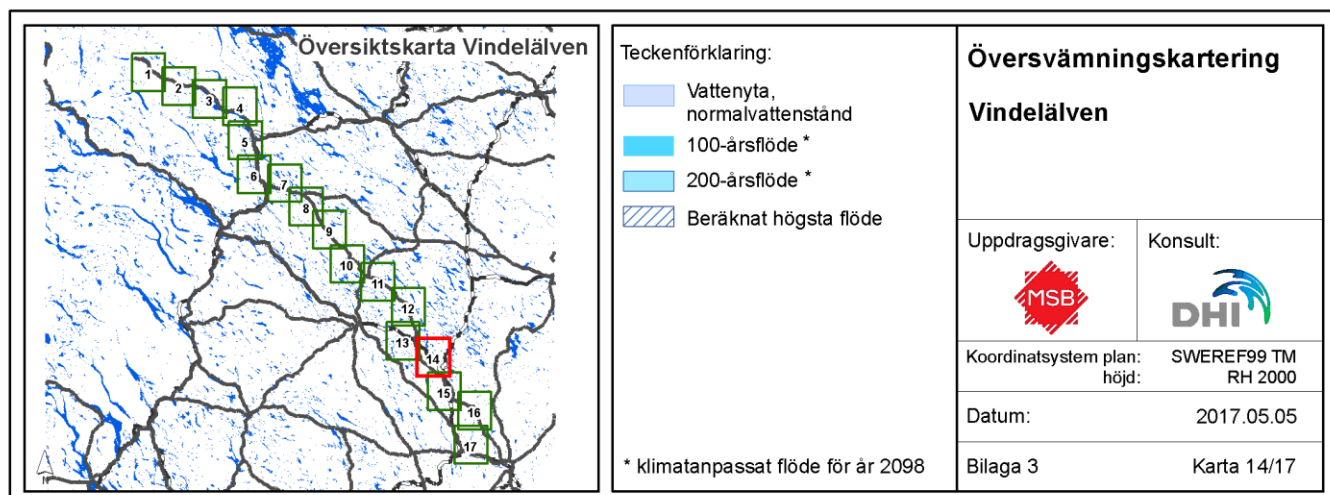 Översiktskarta Vindelälven
1
2
3
4
5
6
7
8
9
10
11
12
13
14
15
16
17
N
Teckenförklaring:
Vattenyta,
normalvattenstånd
100-årsflöde *
200-årsflöde *
Beräknat högsta flöde
* klimatanpassat flöde för år 2098
Översvämningskartering
Vindelälven
Uppdragsgivare:
MSB
Konsult:
DHI
Koordinatsystem plan: SWEREF99 TM
höjd: RH 2000
Datum: 2017.05.05
Bilaga 3 Karta 14/17